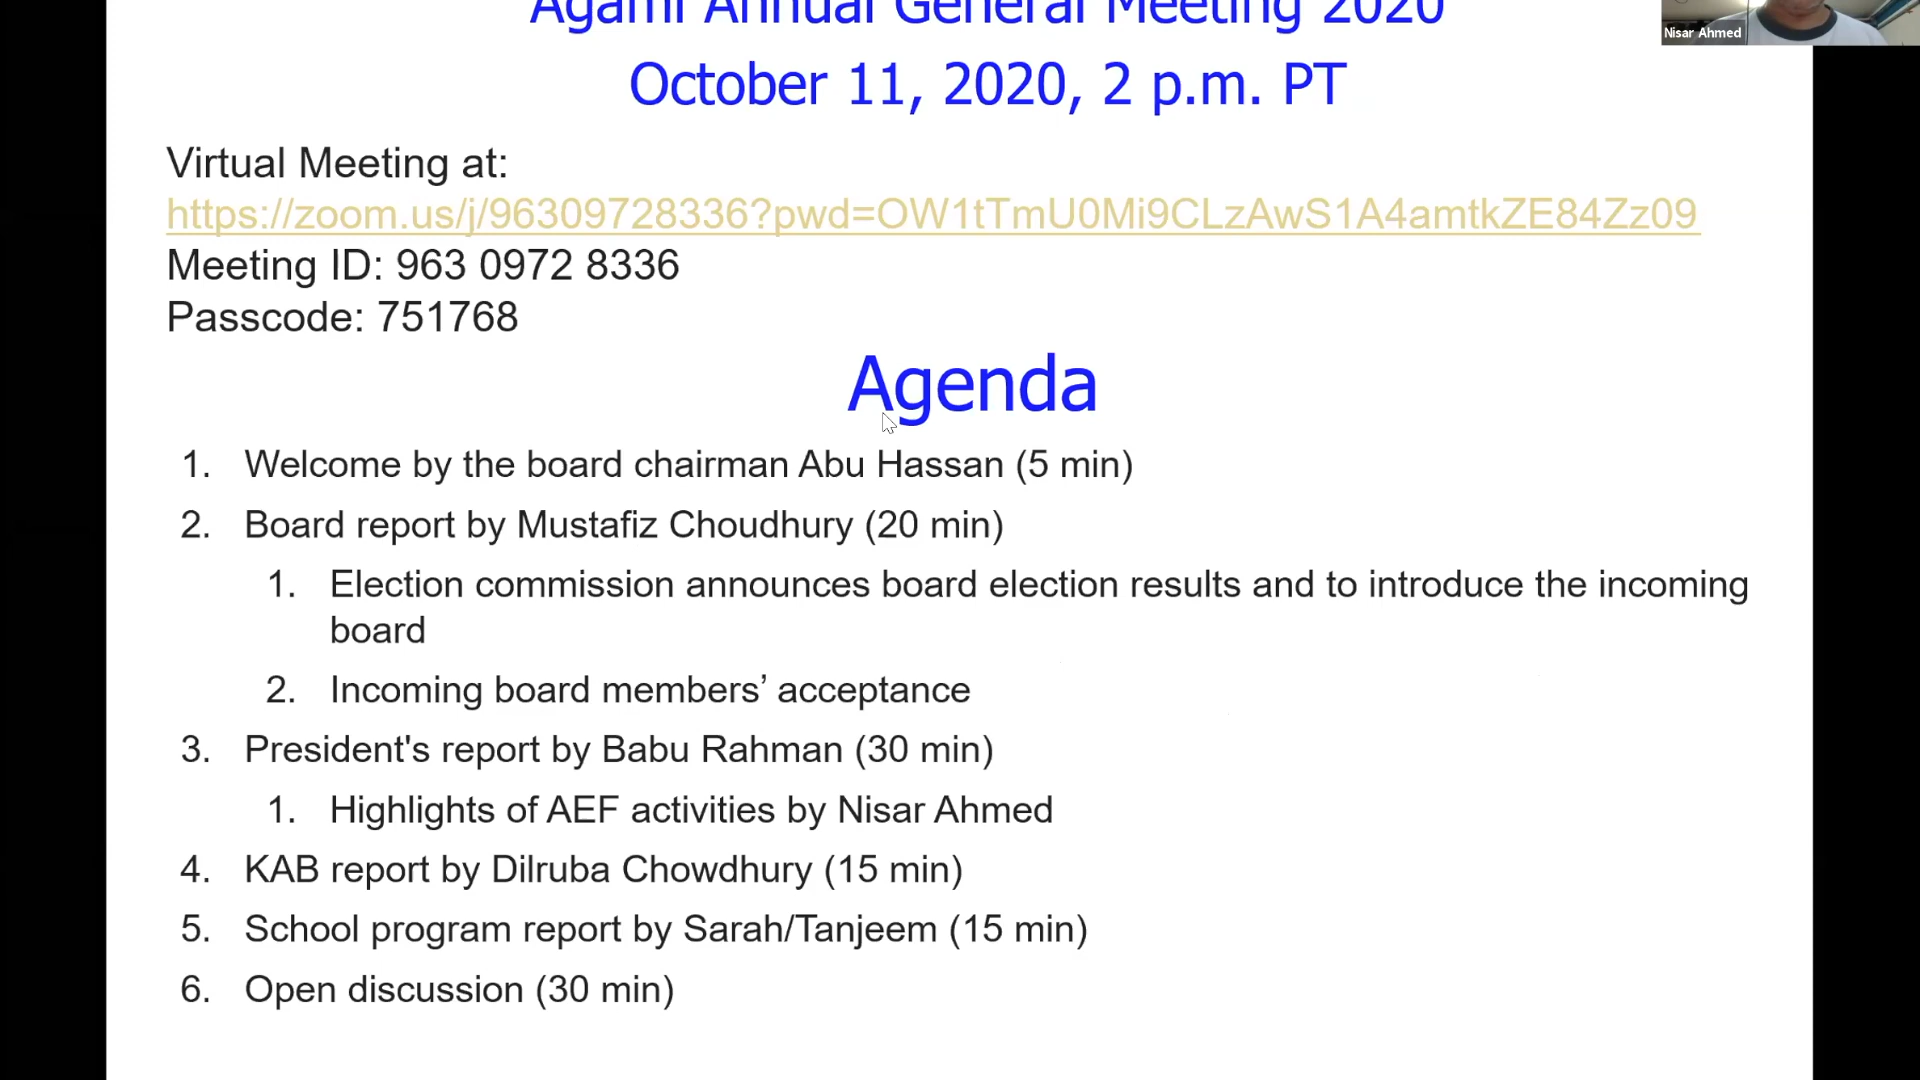 Agami Annual General Meeting 2020
Nisar Ahmed
October 11, 2020, 2 p.m. PT
Virtual Meeting at:
https://zoom.us/j/96309728336?pwd=OW1tTmU0Mi9CLzAwS1A4amtkZE84Zz09
Meeting ID: 963 0972 8336
Passcode: 751768
Agenda
1. Welcome by the board chairman Abu Hassan (5 min)
2. Board report by Mustafiz Choudhury (20 min)
1. Election commission announces board election results and to introduce the incoming
board
2. Incoming board members’ acceptance
3. President's report by Babu Rahman (30 min)
1. Highlights of AEF activities by Nisar Ahmed
4. KAB report by Dilruba Chowdhury (15 min)
5. School program report by Sarah/Tanjeem (15 min)
6. Open discussion (30 min)